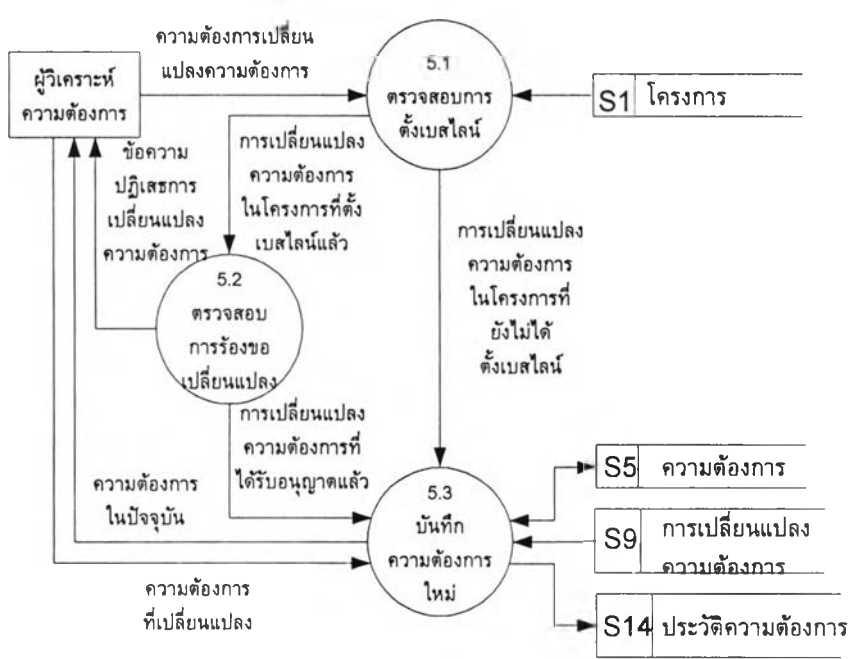 ความต้องการเปลี่ยน
แปลงความต้องการ
ผู้วิเคราะห์
ความต้องการ
5.1
ตรวจสอบการ
ตั้งเบสไลน์
S1 โครงการ
ข้อความ
ปฏิเสธการ
เปลี่ยนแปลง
ความต้องการ
การเปลี่ยนแปลง
ความต้องการ
ในโครงการที่ตั้ง
เบสไลน์แล้ว
การเปลี่ยนแปลง
ความต้องการ
ในโครงการที่
ยังไม่ได้
ตั้งเบสไลน์
5.2
ตรวจสอบ
การร้องขอ
เปลี่ยนแปลง
การเปลี่ยนแปลง
ความต้องการที่
ได้รับอนุญาตแล้ว
ความต้องการ
ในปัจจุบัน
5.3
บันทึก
ความต้องการ
ใหม่
S5 ความต้องการ
S9 การเปลี่ยนแปลง
ความต้องการ
S14 ประวัติความต้องการ
ความต้องการ
ที่เปลี่ยนแปลง